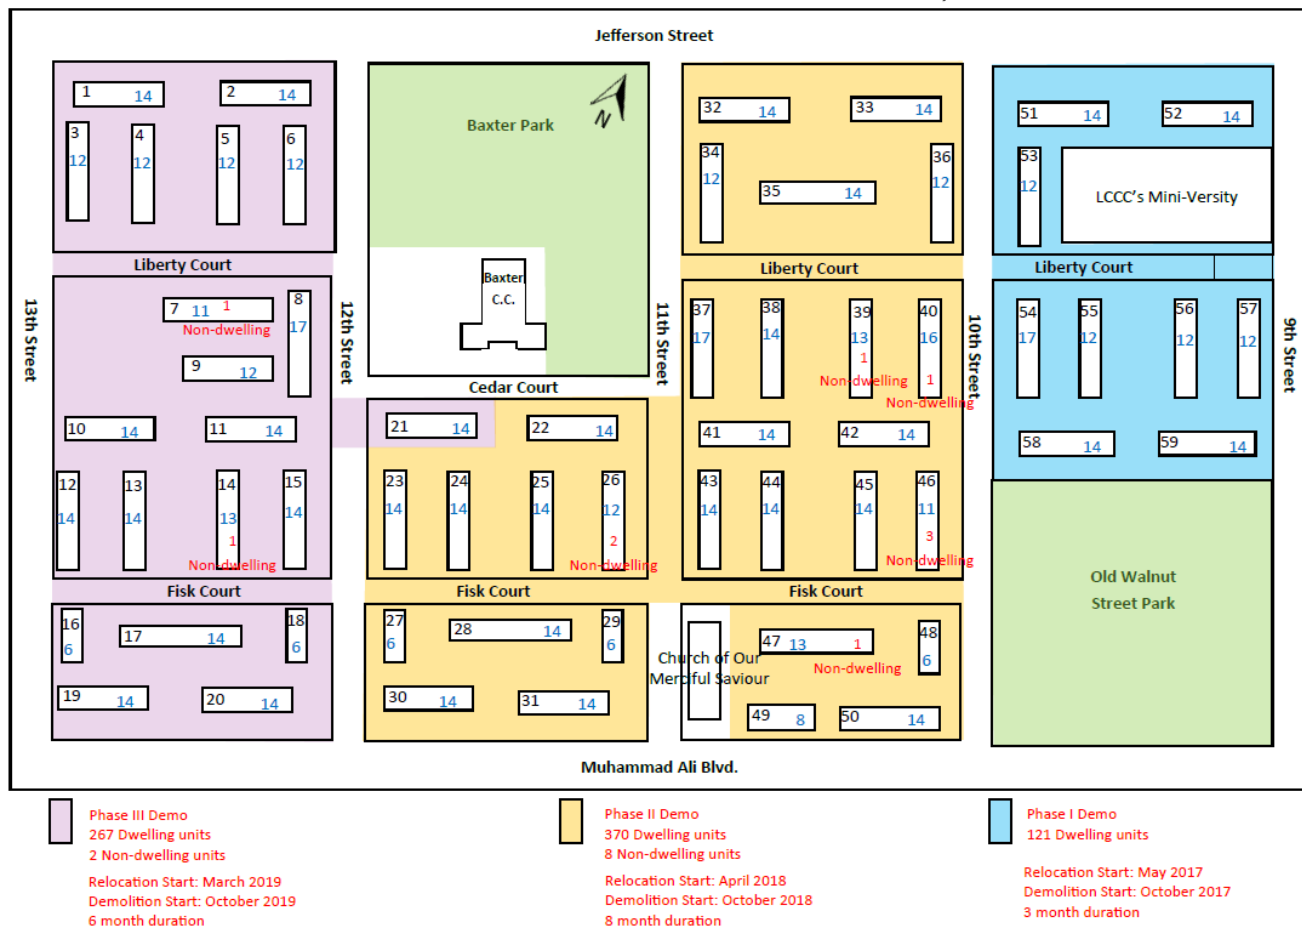 Jefferson Street
1 14
2 14
3 12
4 12
5 12
6 12
Baxter Park
N
32 14
33 14
34 12
35 14
36 12
51 14
52 14
53 12
LCCC's Mini-Versity
Liberty Court
Liberty Court
Liberty Court
13th Street
12th Street
11th Street
10th Street
9th Street
7 11 1
Non-dwelling
8 17
9 12
10 14
11 14
12 14
13 14
14 13 1
Non-dwelling
15 14
Baxter
C.C.
Cedar Court
21 14
22 14
23 14
24 14
25 14
26 12 2
Non-dwelling
37 17
38 14
39 13 1
Non-dwelling
40 16 1
Non-dwelling
41 14
42 14
43 14
44 14
45 14
46 11 3
Non-dwelling
54 17
55 12
56 12
57 12
58 14
59 14
Fisk Court
Fisk Court
Fisk Court
Old Walnut
Street Park
16 6
17 14
18 6
19 14
20 14
27 6
28 14
29 6
30 14
31 14
Church of Our
Merciful Saviour
47 13 1
Non-dwelling
48 6
49 8
50 14
Muhammad Ali Blvd.
Phase III Demo
267 Dwelling units
2 Non-dwelling units
Relocation Start: March 2019
Demolition Start: October 2019
6 month duration
Phase II Demo
370 Dwelling units
8 Non-dwelling units
Relocation Start: April 2018
Demolition Start: October 2018
8 month duration
Phase I Demo
121 Dwelling units
Relocation Start: May 2017
Demolition Start: October 2017
3 month duration